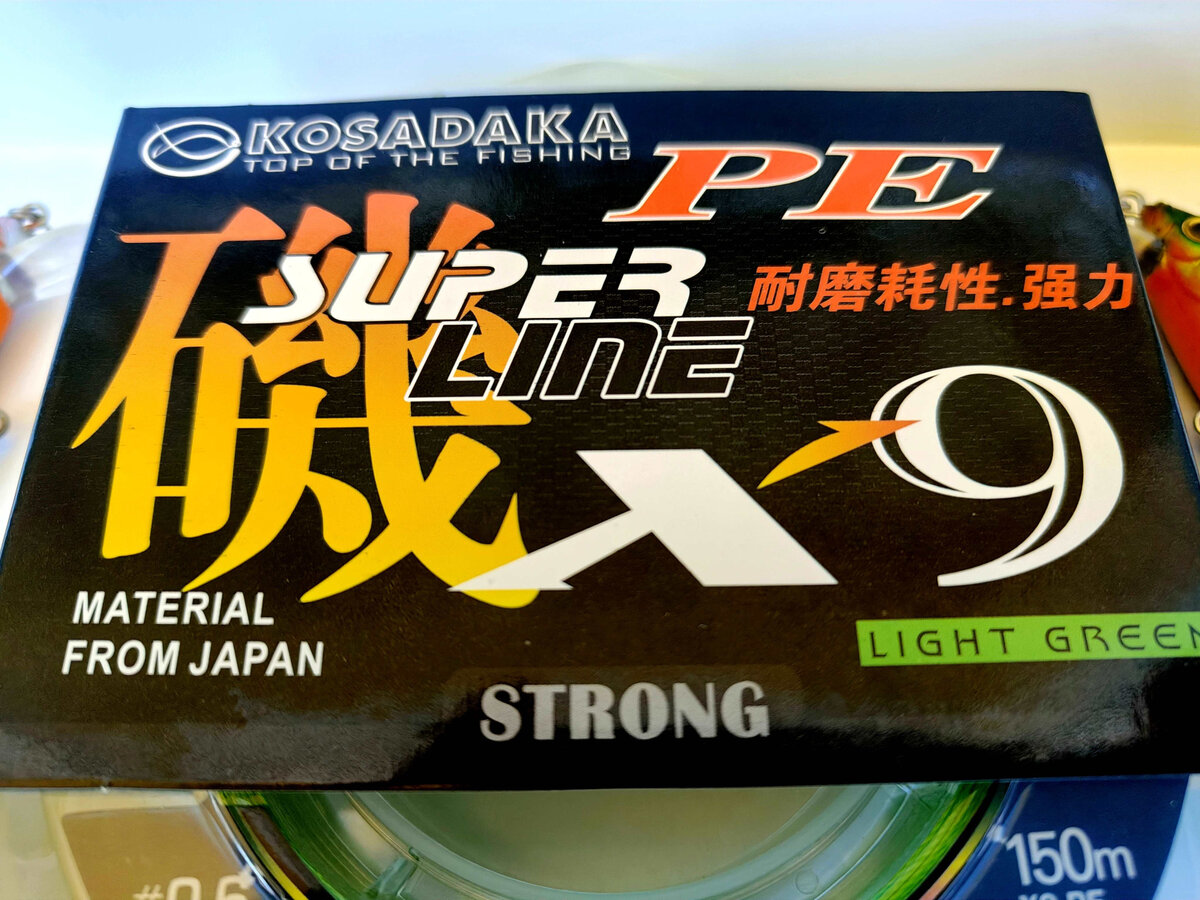 KOSADAKA
TOP OF THE FISHING
PE
磯
SUPER
LINE
耐磨耗性.强力
X9
MATERIAL
FROM JAPAN
LIGHT GREEN
STRONG
150m